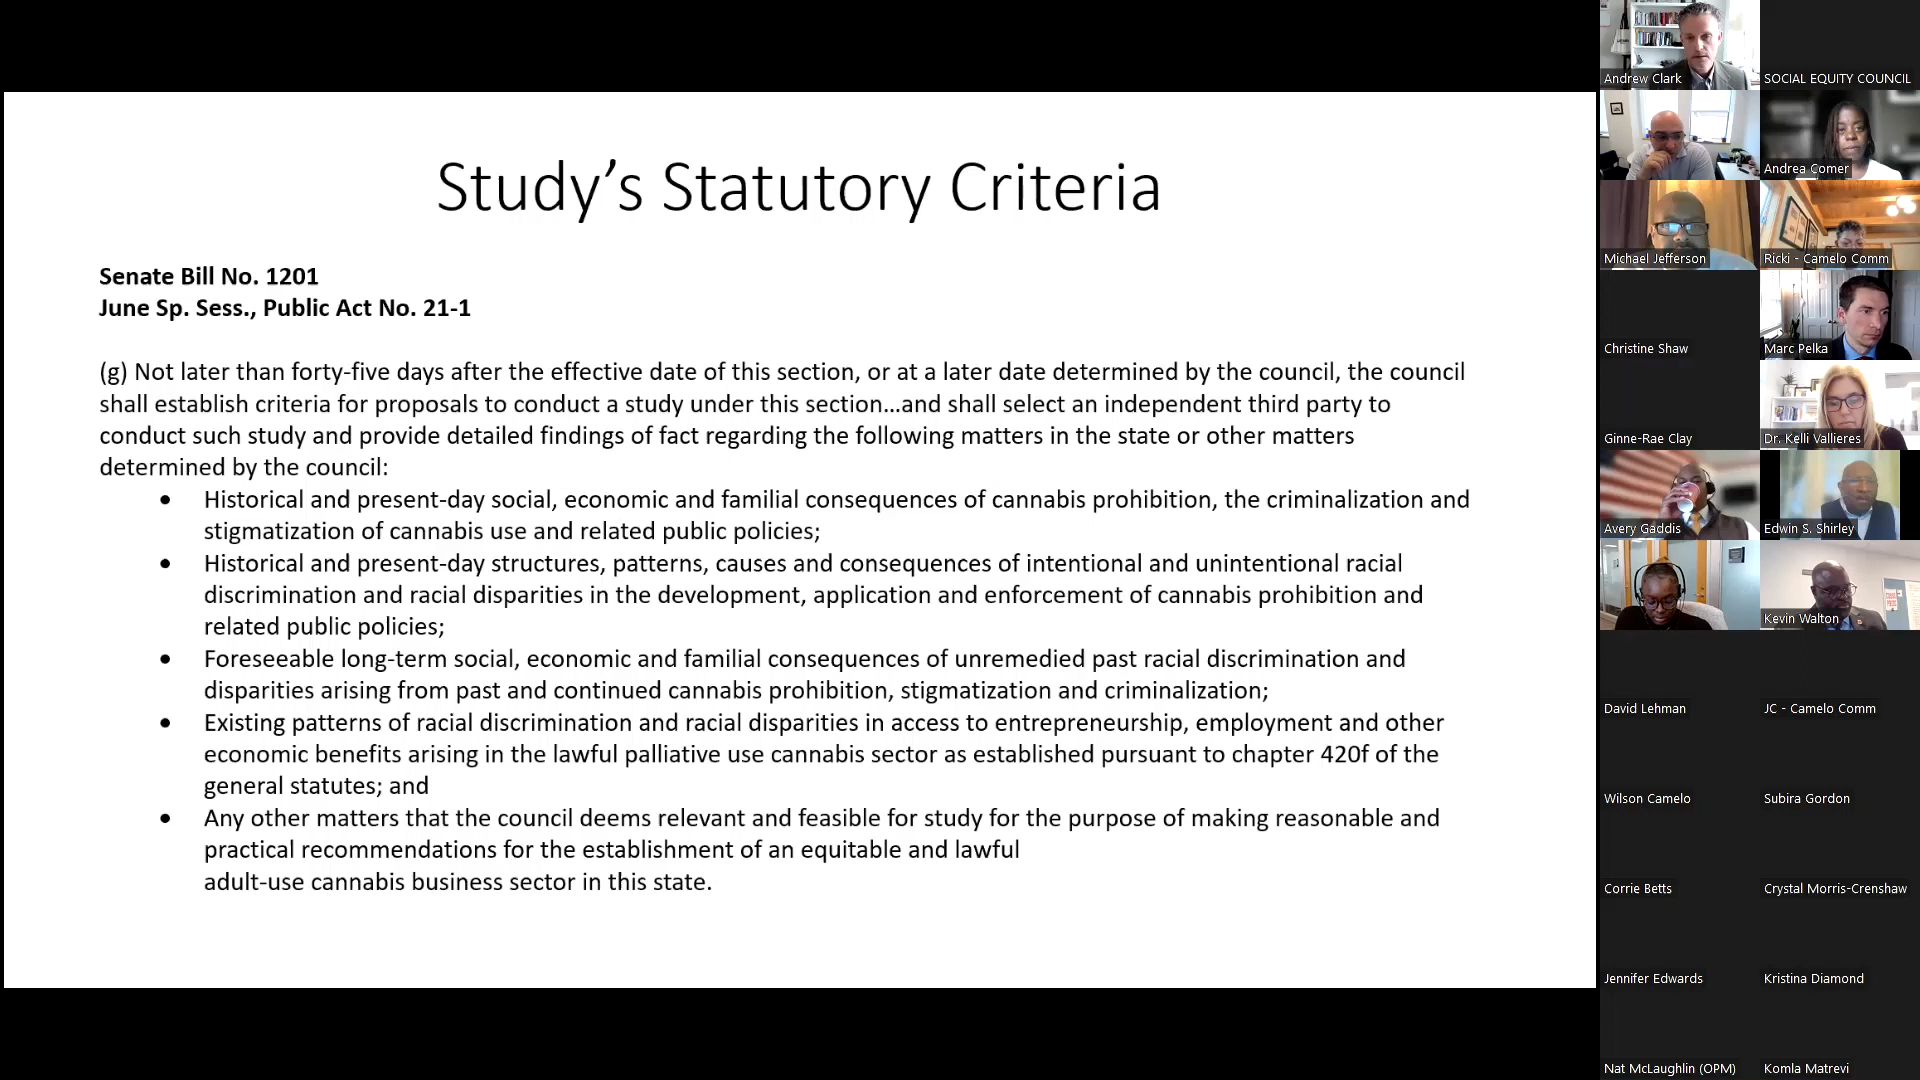 Study’s Statutory Criteria
Senate Bill No. 1201
June Sp. Sess., Public Act No. 21-1
(g) Not later than forty-five days after the effective date of this section, or at a later date determined by the council, the council
shall establish criteria for proposals to conduct a study under this section...and shall select an independent third party to
conduct such study and provide detailed findings of fact regarding the following matters in the state or other matters
determined by the council:
• Historical and present-day social, economic and familial consequences of cannabis prohibition, the criminalization and
stigmatization of cannabis use and related public policies;
• Historical and present-day structures, patterns, causes and consequences of intentional and unintentional racial
discrimination and racial disparities in the development, application and enforcement of cannabis prohibition and
related public policies;
• Foreseeable long-term social, economic and familial consequences of unremedied past racial discrimination and
disparities arising from past and continued cannabis prohibition, stigmatization and criminalization;
• Existing patterns of racial discrimination and racial disparities in access to entrepreneurship, employment and other
economic benefits arising in the lawful palliative use cannabis sector as established pursuant to chapter 420f of the
general statutes; and
• Any other matters that the council deems relevant and feasible for study for the purpose of making reasonable and
practical recommendations for the establishment of an equitable and lawful
adult-use cannabis business sector in this state.
Andrew Clark
SOCIAL EQUITY COUNCIL
Andrea Comer
Michael Jefferson
Ricki - Camelo Comm
Christine Shaw
Marc Pelka
Ginne-Rae Clay
Dr. Kelli Vallieres
Avery Gaddis
Edwin S. Shirley
Kevin Walton
David Lehman
JC - Camelo Comm
Wilson Camelo
Subira Gordon
Corrie Betts
Crystal Morris-Crenshaw
Jennifer Edwards
Kristina Diamond
Nat McLaughlin (OPM)
Komla Matrevi